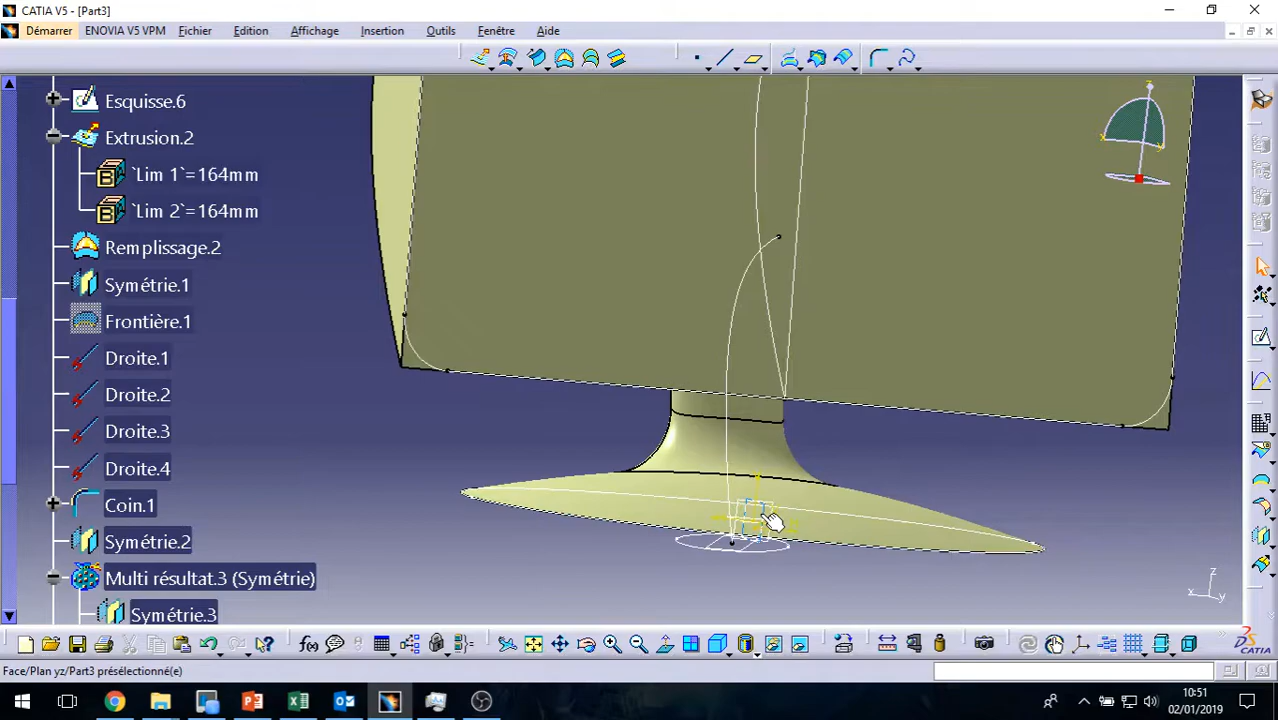 CATIA V5 - [Part3]
Démarrer ENOVIA V5 VPM Fichier Edition Affichage Insertion Outils Fenêtre Aide
Esquisse.6
Extrusion.2
`Lim 1`=164mm
`Lim 2`=164mm
Remplissage.2
Symétrie.1
Frontière.1
Droite.1
Droite.2
Droite.3
Droite.4
Coin.1
Symétrie.2
Multi résultat.3 (Symétrie)
Symétrie.3
z
x
y
z
x y
f(x)
CATIA
Face/Plan yz/Part3 présélectionné(e)
10:51
02/01/2019